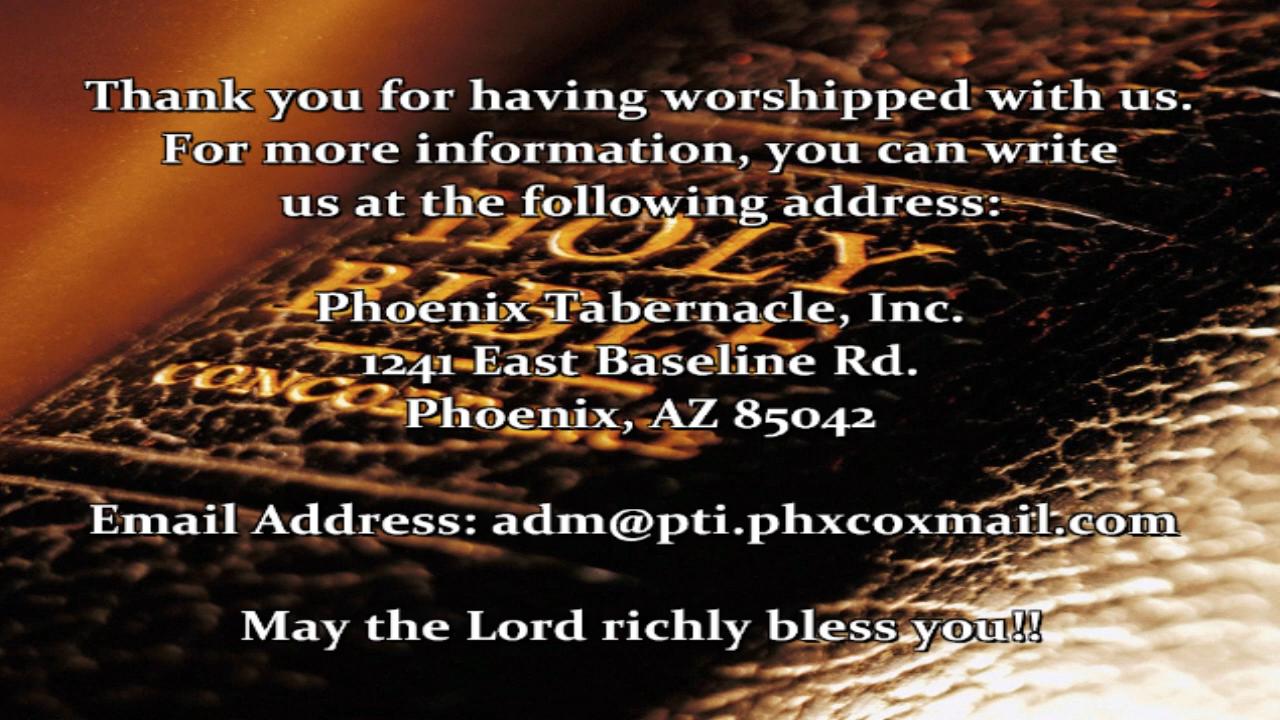 Thank you for having worshipped with us.
For more information, you can write
us at the following address:
HOLY
BIBLE
Phoenix Tabernacle, Inc.
1241 East Baseline Rd.
Phoenix, AZ 85042
Email Address: adm@pti.phxcoxmail.com
May the Lord richly bless you!!